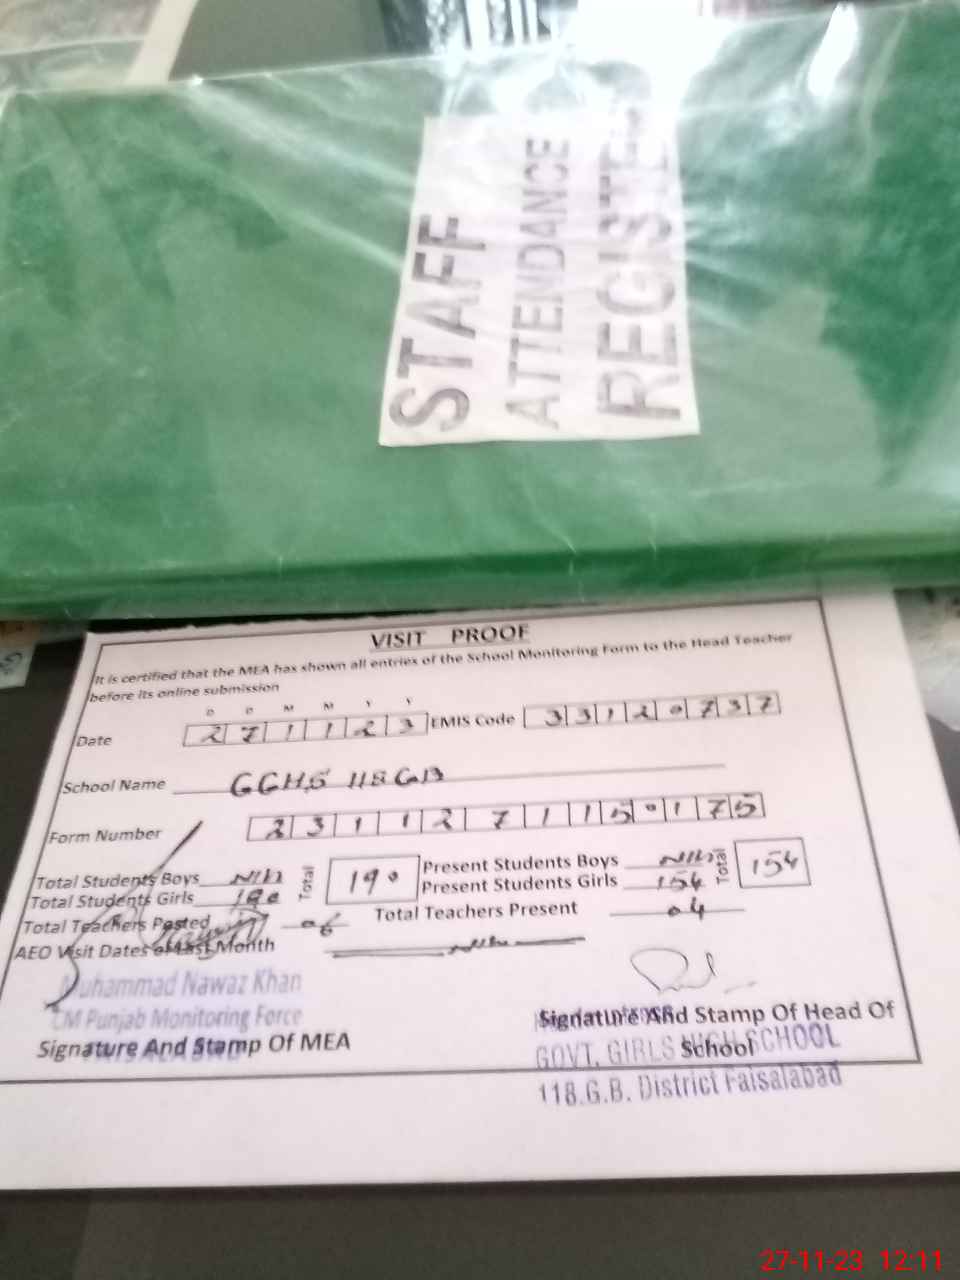 STAFF
ATTENDANCE
REGISTER
VISIT PROOF
It is certified that the MEA has shown all entries of the School Monitoring Form to the Head Teacher
before its online submission
D D M M Y Y
Date 2 7 1 1 2 3 EMIS Code 3 3 1 2 0 7 3 7
School Name GGHS 118 GB
Form Number 2 3 1 1 2 7 1 1 5 0 1 7 5
Total Students Boys Nil Total 190 Present Students Boys Nil Total 154
Total Students Girls 190 Present Students Girls 154
Total Teachers Posted 06 Total Teachers Present 04
AEO Visit Dates of Last Month
Muhammad Nawaz Khan
CM Punjab Monitoring Force
Signature And Stamp Of MEA
Signature And Stamp Of Head Of
School
GOVT. GIRLS HIGH SCHOOL
118.G.B. District Faisalabad
27-11-23 12:11